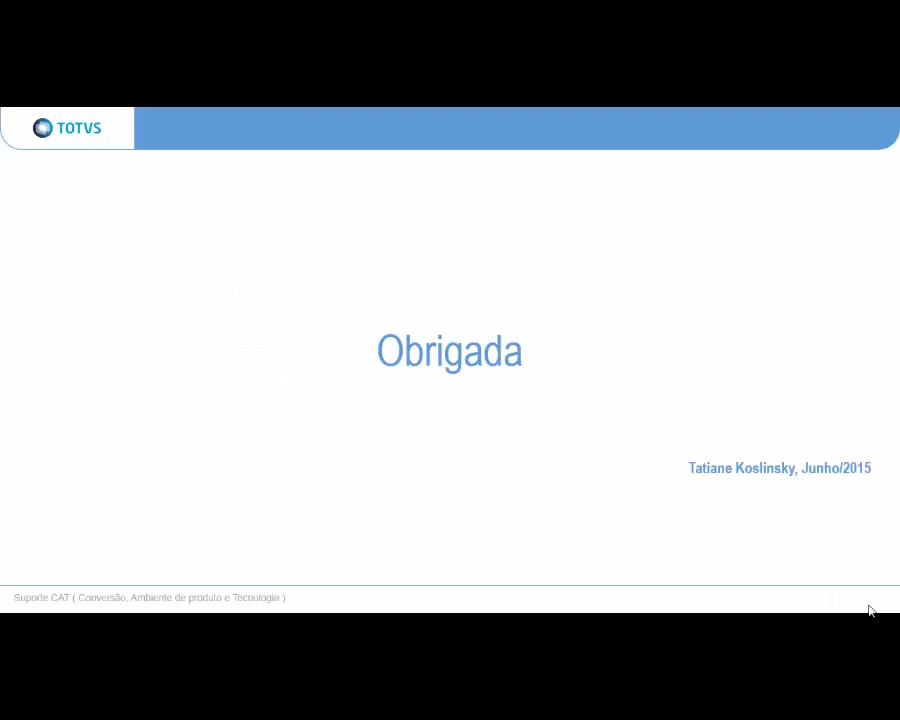 TOTVS
Obrigada
Tatiane Koslinsky, Junho/2015
Suporte CAT ( Conversão, Ambiente de produto e Tecnologia )